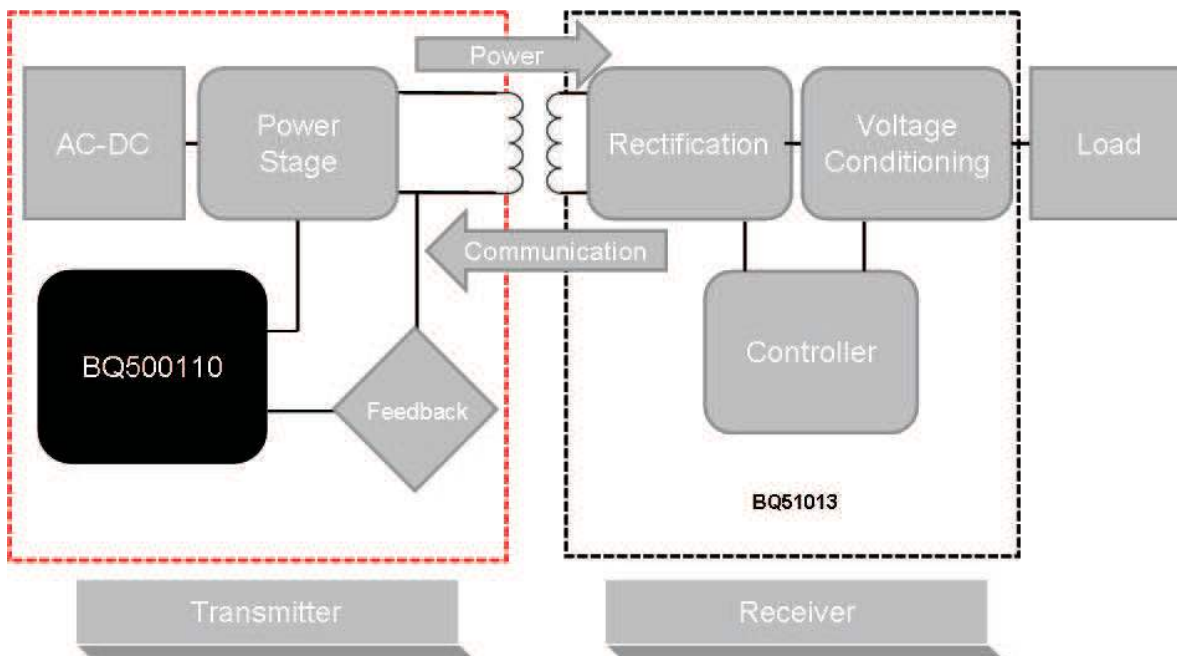 Power
AC-DC
Power
Stage
Rectification
Voltage
Conditioning
Load
Communication
BQ500110
Feedback
Controller
BQ51013
Transmitter
Receiver